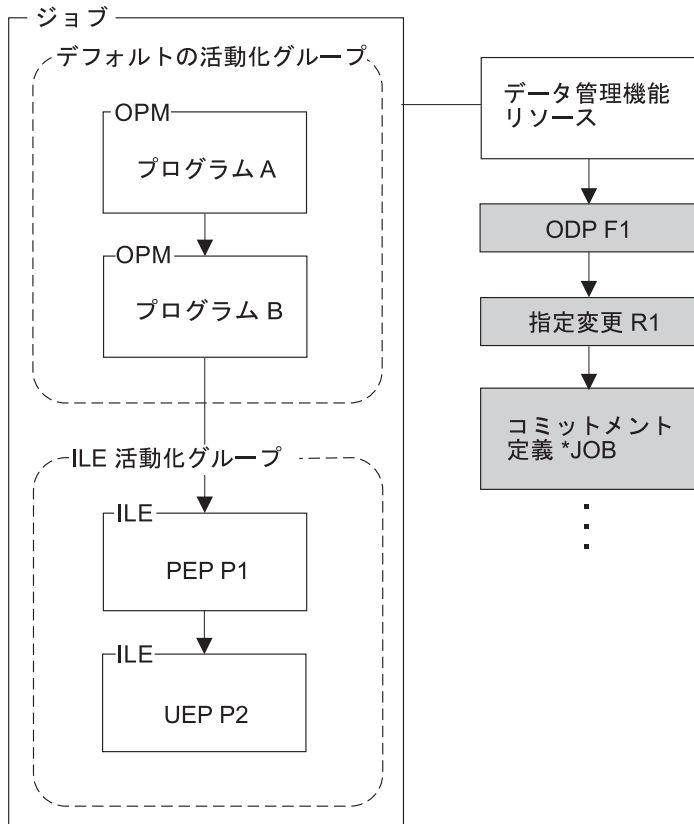 ジョブ
デフォルトの活動化グループ
OPM
プログラム A
OPM
プログラム B
ILE 活動化グループ
ILE
PEP P1
ILE
UEP P2
データ管理機能
リソース
ODP F1
指定変更 R1
コミットメント
定義 *JOB